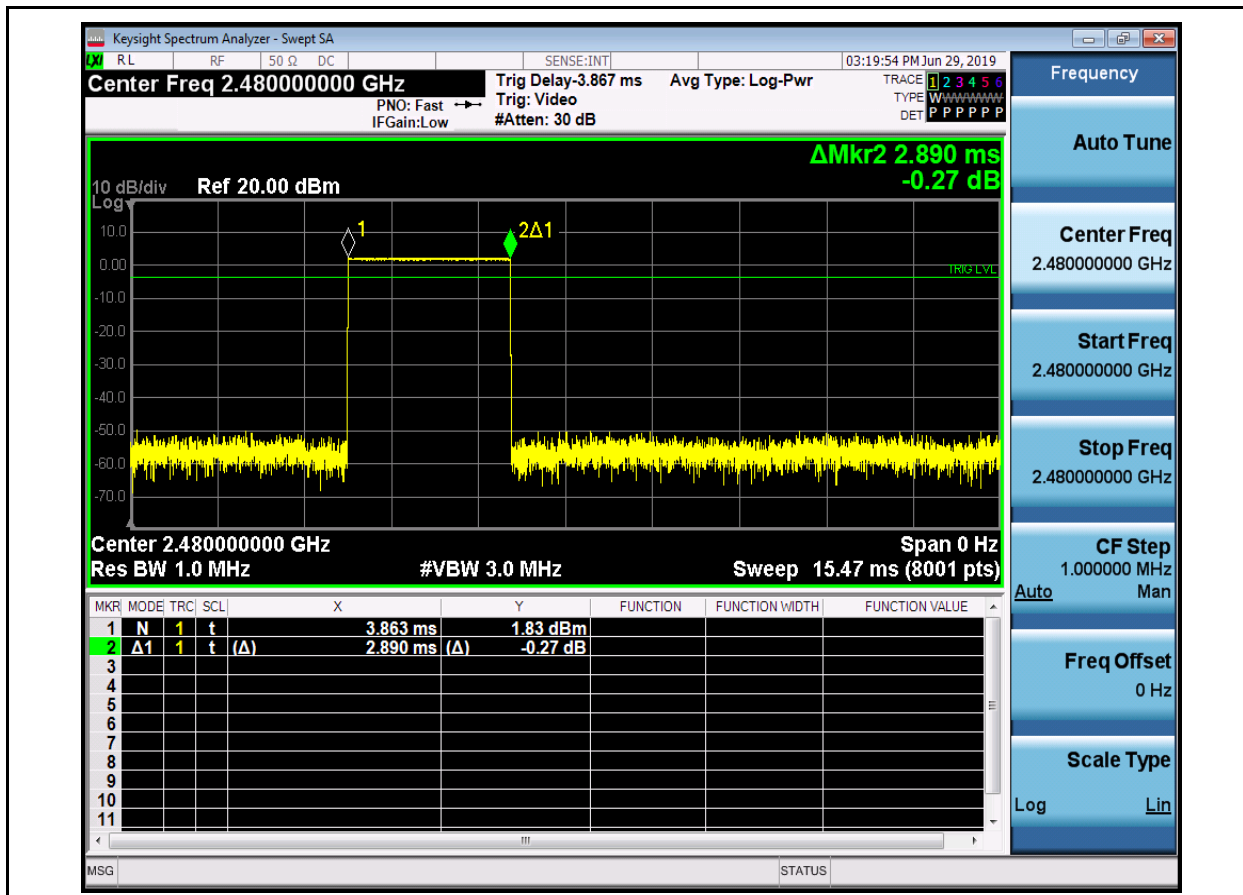 Keysight Spectrum Analyzer - Swept SA
LXI RL RF 50 Ω DC SENSE:INT 03:19:54 PM Jun 29, 2019
Center Freq 2.480000000 GHz
PNO: Fast
IFGain:Low
Trig Delay-3.867 ms
Trig: Video
#Atten: 30 dB
Avg Type: Log-Pwr
TRACE 1 2 3 4 5 6
TYPE WWWWWW
DET P P P P P P
ΔMkr2 2.890 ms
-0.27 dB
10 dB/div Ref 20.00 dBm
Log
10.0
0.00
-10.0
-20.0
-30.0
-40.0
-50.0
-60.0
-70.0
1
2Δ1
TRIG LVL
Center 2.480000000 GHz Span 0 Hz
Res BW 1.0 MHz #VBW 3.0 MHz Sweep 15.47 ms (8001 pts)
MKR MODE TRC SCL X Y FUNCTION FUNCTION WIDTH FUNCTION VALUE
1 N 1 t 3.863 ms 1.83 dBm
2 Δ1 1 t (Δ) 2.890 ms (Δ) -0.27 dB
3
4
5
6
7
8
9
10
11
MSG STATUS
Frequency
Auto Tune
Center Freq
2.480000000 GHz
Start Freq
2.480000000 GHz
Stop Freq
2.480000000 GHz
CF Step
1.000000 MHz
Auto Man
Freq Offset
0 Hz
Scale Type
Log Lin